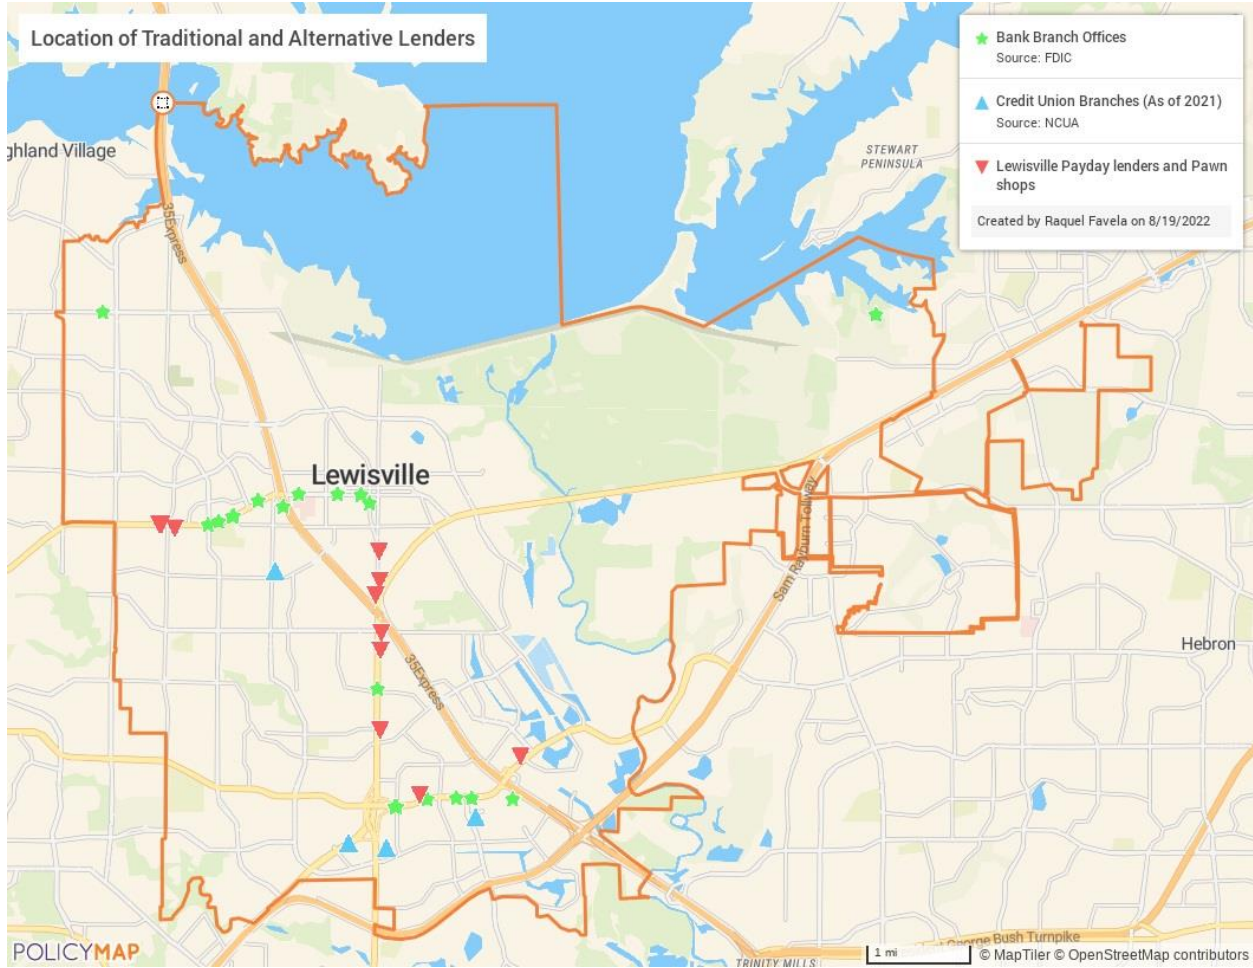 Location of Traditional and Alternative Lenders
Bank Branch Offices
Source: FDIC
Credit Union Branches (As of 2021)
Source: NCUA
Lewisville Payday lenders and Pawn
shops
Created by Raquel Favela on 8/19/2022
ghland Village
STEWART
PENINSULA
35Express
Lewisville
Sam Rayburn Tollway
Hebron
35Express
George Bush Turnpike
TRINITY MILLS
POLICYMAP
1 mi
© MapTiler © OpenStreetMap contributors